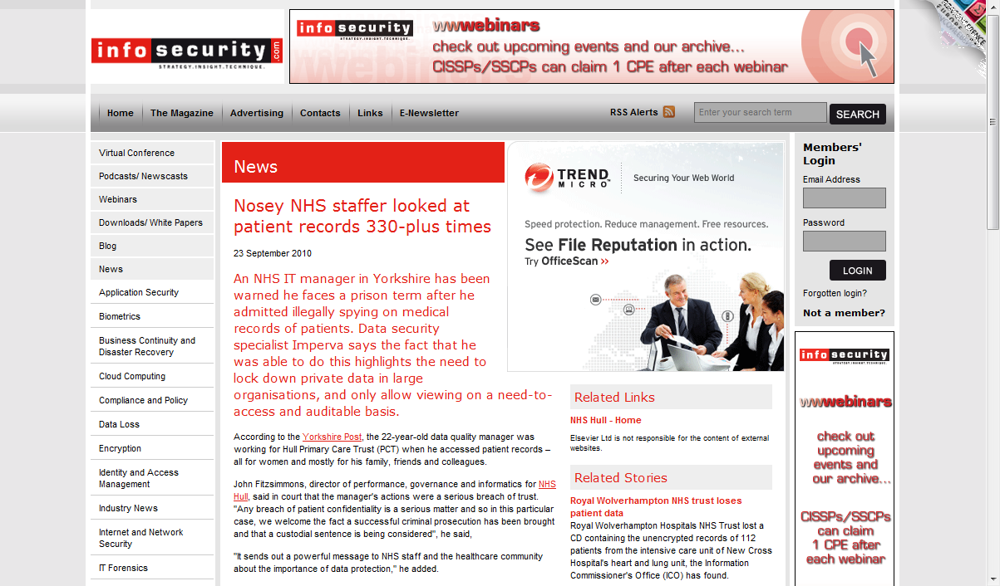 infosecurity.com
STRATEGY.INSIGHT.TECHNIQUE.
infosecurity
STRATEGY.INSIGHT.TECHNIQUE.
wwwebinars
check out upcoming events and our archive...
CISSPs/SSCPs can claim 1 CPE after each webinar
Home
The Magazine
Advertising
Contacts
Links
E-Newsletter
RSS Alerts
Enter your search term
SEARCH
Virtual Conference
Podcasts/ Newscasts
Webinars
Downloads/ White Papers
Blog
News
Application Security
Biometrics
Business Continuity and
Disaster Recovery
Cloud Computing
Compliance and Policy
Data Loss
Encryption
Identity and Access
Management
Industry News
Internet and Network
Security
IT Forensics
News
Nosey NHS staffer looked at
patient records 330-plus times
23 September 2010
An NHS IT manager in Yorkshire has been
warned he faces a prison term after he
admitted illegally spying on medical
records of patients. Data security
specialist Imperva says the fact that he
was able to do this highlights the need to
lock down private data in large
organisations, and only allow viewing on a need-to-
access and auditable basis.
According to the Yorkshire Post, the 22-year-old data quality manager was
working for Hull Primary Care Trust (PCT) when he accessed patient records –
all for women and mostly for his family, friends and colleagues.
John Fitzsimmons, director of performance, governance and informatics for NHS
Hull, said in court that the manager's actions were a serious breach of trust.
"Any breach of patient confidentiality is a serious matter and so in this particular
case, we welcome the fact a successful criminal prosecution has been brought
and that a custodial sentence is being considered", he said,
"It sends out a powerful message to NHS staff and the healthcare community
about the importance of data protection," he added.
TREND MICRO™
Securing Your Web World
Speed protection. Reduce management. Free resources.
See File Reputation in action.
Try OfficeScan >>
Related Links
NHS Hull - Home
Elsevier Ltd is not responsible for the content of external
websites.
Related Stories
Royal Wolverhampton NHS trust loses
patient data
Royal Wolverhampton Hospitals NHS Trust lost a
CD containing the unencrypted records of 112
patients from the intensive care unit of New Cross
Hospital's heart and lung unit, the Information
Commissioner's Office (ICO) has found.
Members'
Login
Email Address
Password
LOGIN
Forgotten login?
Not a member?
infosecurity
STRATEGY.INSIGHT.TECHNIQUE.
wwwebinars
check out
upcoming
events and
our archive...
CISSPs/SSCPs
can claim
1 CPE after
each webinar